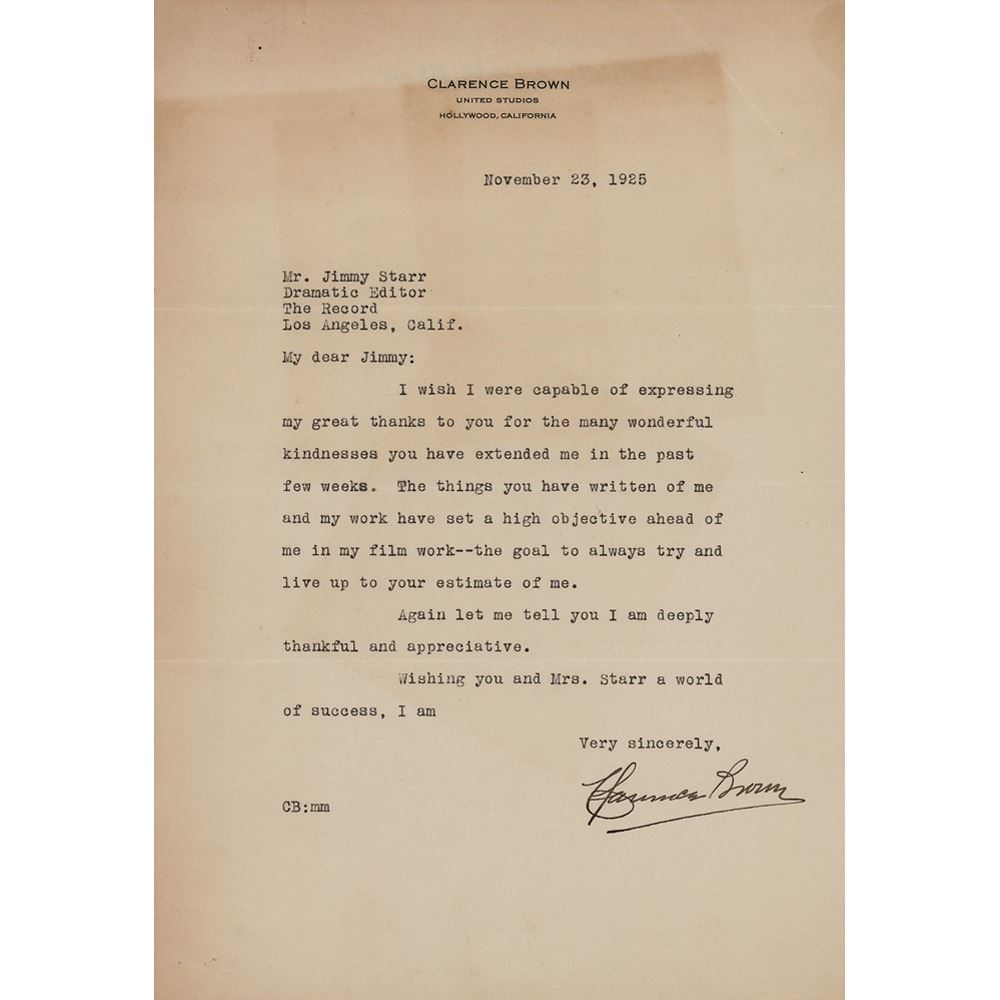 CLARENCE BROWN
UNITED STUDIOS
HOLLYWOOD, CALIFORNIA
November 23, 1925
Mr. Jimmy Starr
Dramatic Editor
The Record
Los Angeles, Calif.
My dear Jimmy:
I wish I were capable of expressing
my great thanks to you for the many wonderful
kindnesses you have extended me in the past
few weeks. The things you have written of me
and my work have set a high objective ahead of
me in my film work--the goal to always try and
live up to your estimate of me.
Again let me tell you I am deeply
thankful and appreciative.
Wishing you and Mrs. Starr a world
of success, I am
Very sincerely,
Clarence Brown
CB:mm